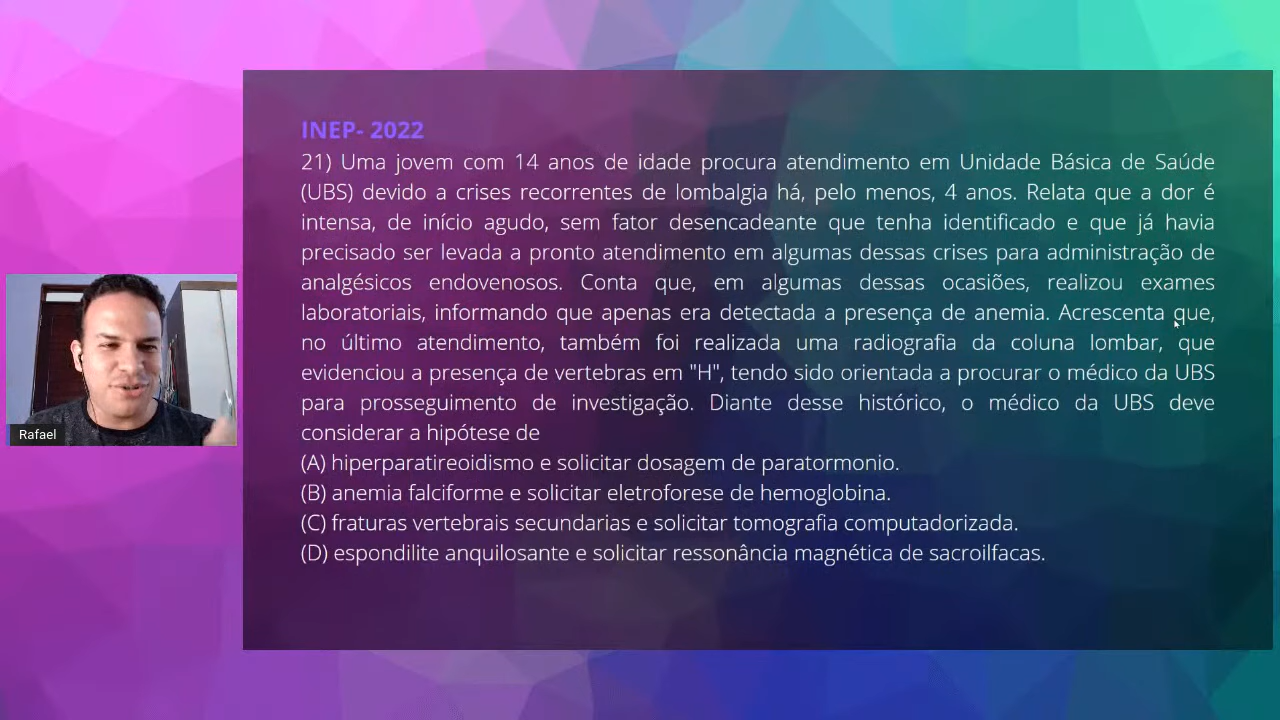 INEP- 2022
21) Uma jovem com 14 anos de idade procura atendimento em Unidade Básica de Saúde
(UBS) devido a crises recorrentes de lombalgia há, pelo menos, 4 anos. Relata que a dor é
intensa, de início agudo, sem fator desencadeante que tenha identificado e que já havia
precisado ser levada a pronto atendimento em algumas dessas crises para administração de
analgésicos endovenosos. Conta que, em algumas dessas ocasiões, realizou exames
laboratoriais, informando que apenas era detectada a presença de anemia. Acrescenta que,
no último atendimento, também foi realizada uma radiografia da coluna lombar, que
evidenciou a presença de vertebras em "H", tendo sido orientada a procurar o médico da UBS
para prosseguimento de investigação. Diante desse histórico, o médico da UBS deve
considerar a hipótese de
(A) hiperparatireoidismo e solicitar dosagem de paratormonio.
(B) anemia falciforme e solicitar eletroforese de hemoglobina.
(C) fraturas vertebrais secundarias e solicitar tomografia computadorizada.
(D) espondilite anquilosante e solicitar ressonância magnética de sacroilfacas.
Rafael